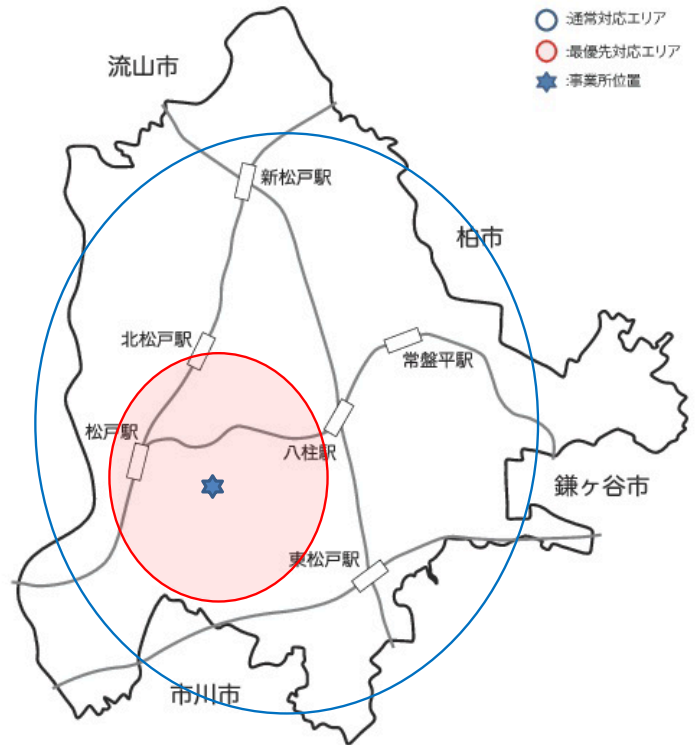 :通常対応エリア
:最優先対応エリア
:事業所位置
流山市
新松戸駅
柏市
北松戸駅
常盤平駅
松戸駅
八柱駅
鎌ヶ谷市
東松戸駅
市川市